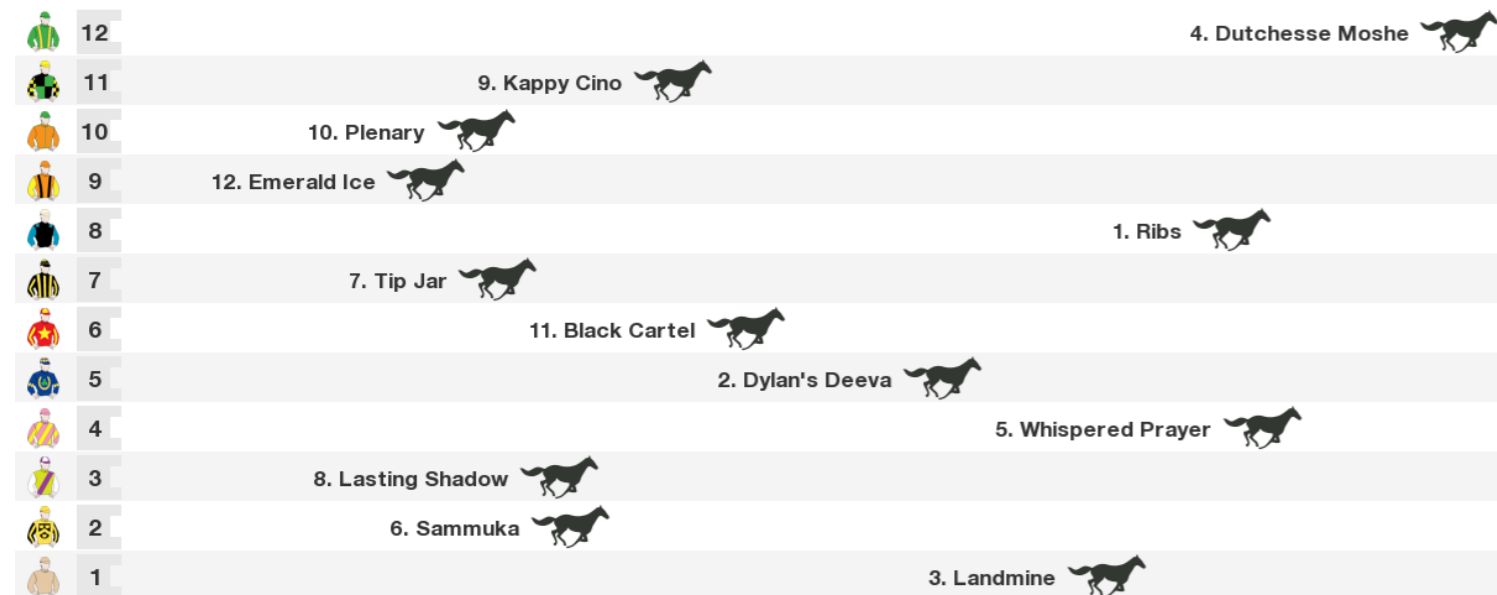 12 4. Dutchesse Moshe
11 9. Kappy Cino
10 10. Plenary
9 12. Emerald Ice
8 1. Ribs
7 7. Tip Jar
6 11. Black Cartel
5 2. Dylan's Deeva
4 5. Whispered Prayer
3 8. Lasting Shadow
2 6. Sammuka
1 3. Landmine